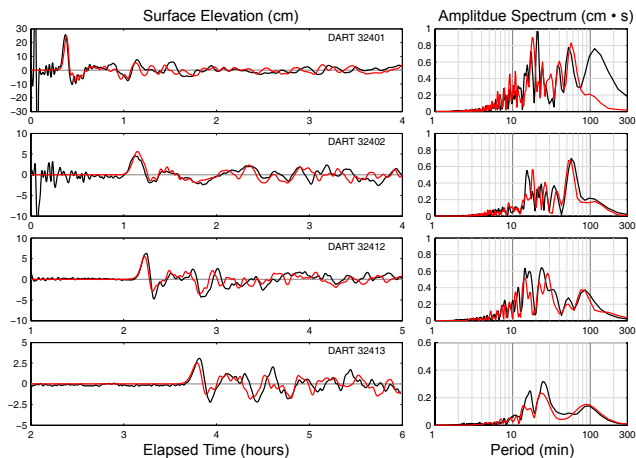 Surface Elevation (cm)
Amplitdue Spectrum (cm • s)
DART 32401
30
20
10
0
-10
-20
-30
0 1 2 3 4
1
0.8
0.6
0.4
0.2
0
1 10 100 300
DART 32402
10
5
0
-5
-10
0 1 2 3 4
1
0.8
0.6
0.4
0.2
0
1 10 100 300
DART 32412
10
5
0
-5
-10
1 2 3 4 5
1
0.8
0.6
0.4
0.2
0
1 10 100 300
DART 32413
5
2.5
0
-2.5
-5
2 3 4 5 6
1
0.8
0.6
0.4
0.2
0
1 10 100 300
Elapsed Time (hours)
Period (min)